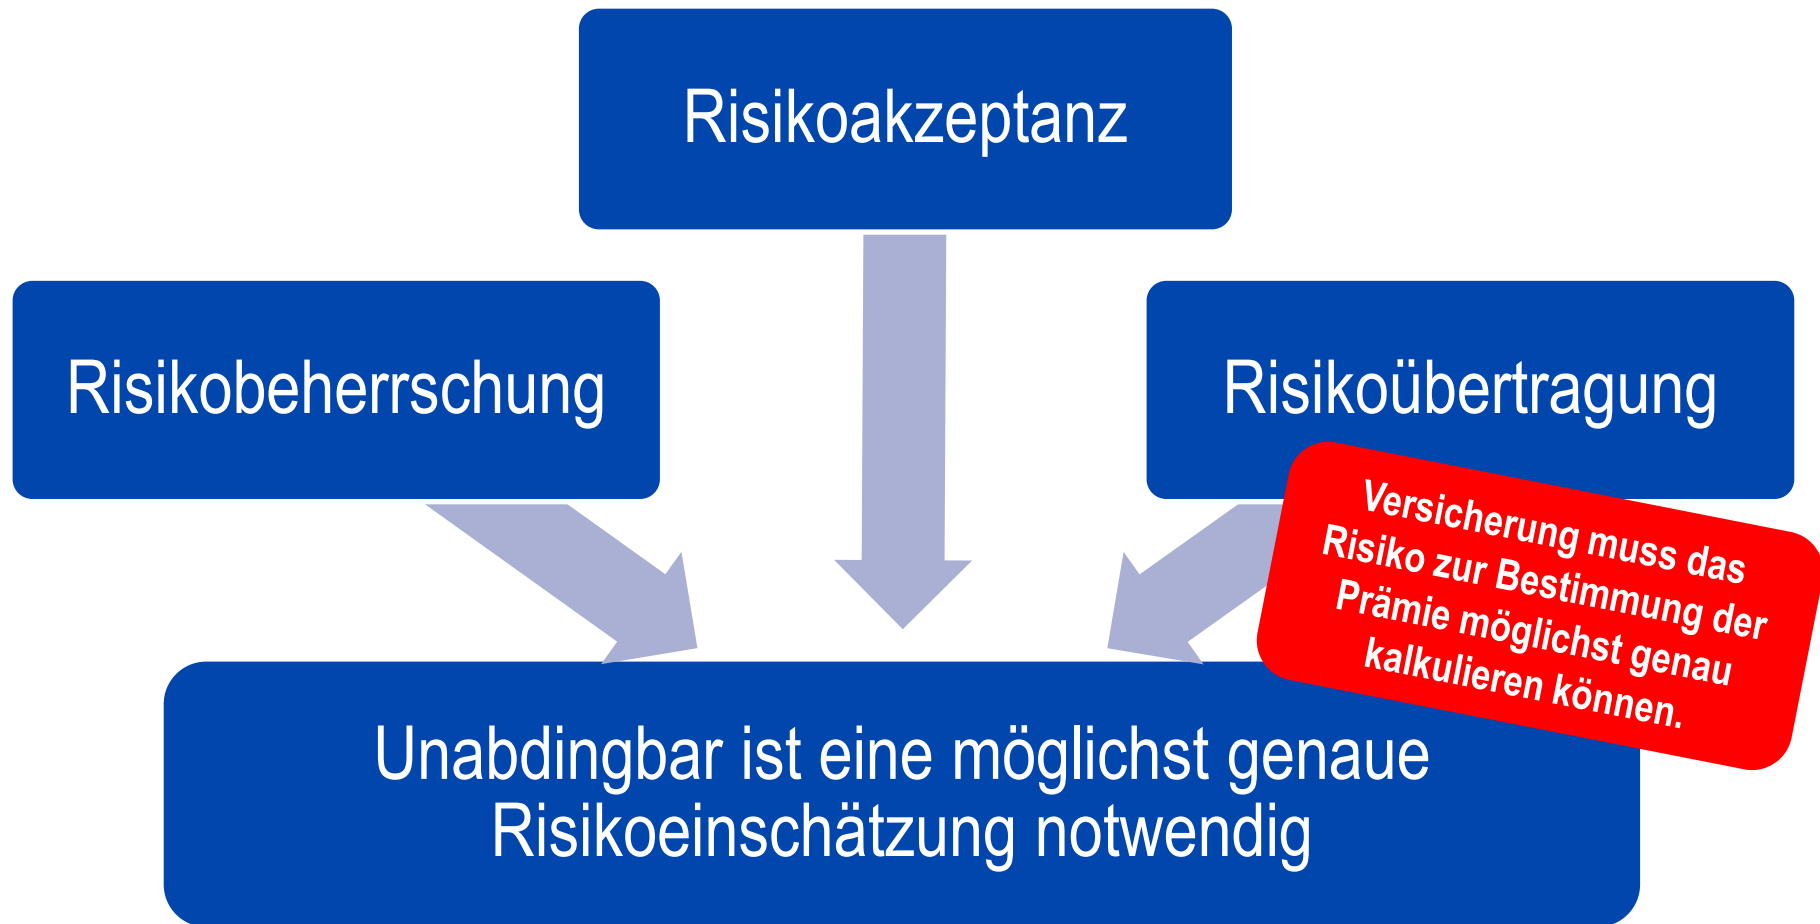 Risikoakzeptanz
Risikobeherrschung
Risikoübertragung
Versicherung muss das
Risiko zur Bestimmung der
Prämie möglichst genau
kalkulieren können.
Unabdingbar ist eine möglichst genaue
Risikoeinschätzung notwendig